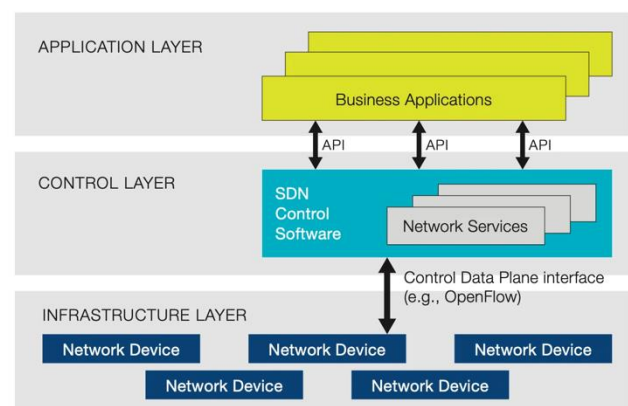 APPLICATION LAYER
Business Applications
API
API
API
CONTROL LAYER
SDN
Control
Software
Network Services
Control Data Plane interface
(e.g., OpenFlow)
INFRASTRUCTURE LAYER
Network Device
Network Device
Network Device
Network Device
Network Device